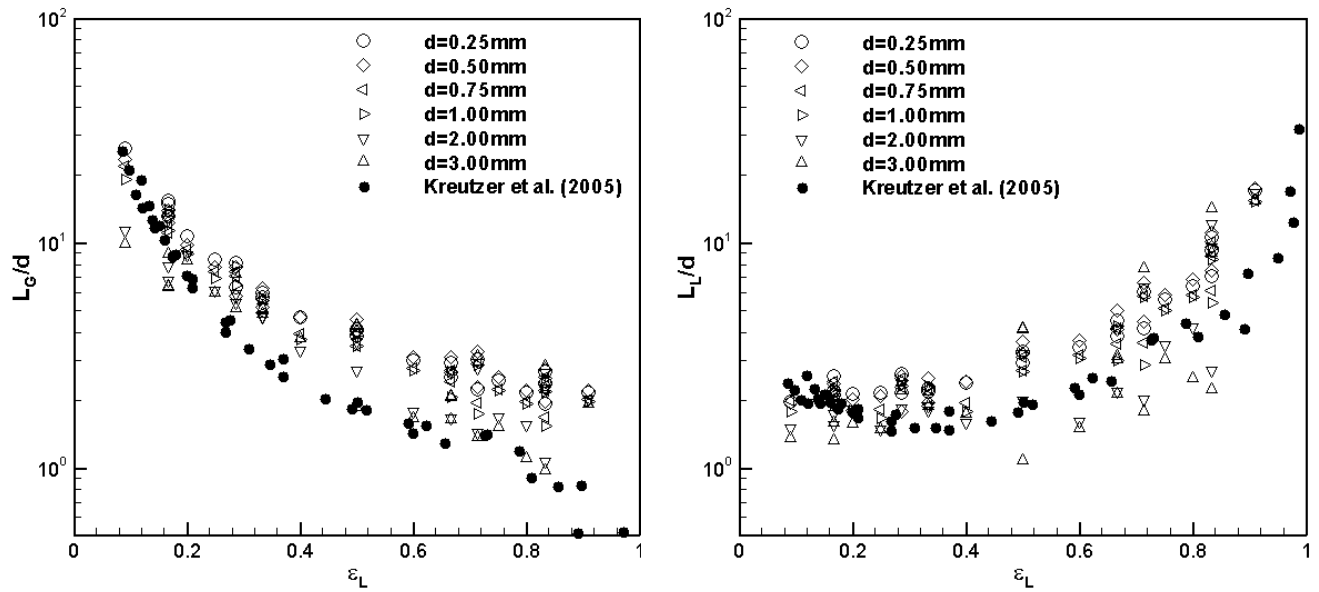 10²
10¹
10⁰
L_G/d
0
0.2
0.4
0.6
0.8
1
ε_L
d=0.25mm
d=0.50mm
d=0.75mm
d=1.00mm
d=2.00mm
d=3.00mm
Kreutzer et al. (2005)
10²
10¹
10⁰
L_L/d
0
0.2
0.4
0.6
0.8
1
ε_L
d=0.25mm
d=0.50mm
d=0.75mm
d=1.00mm
d=2.00mm
d=3.00mm
Kreutzer et al. (2005)